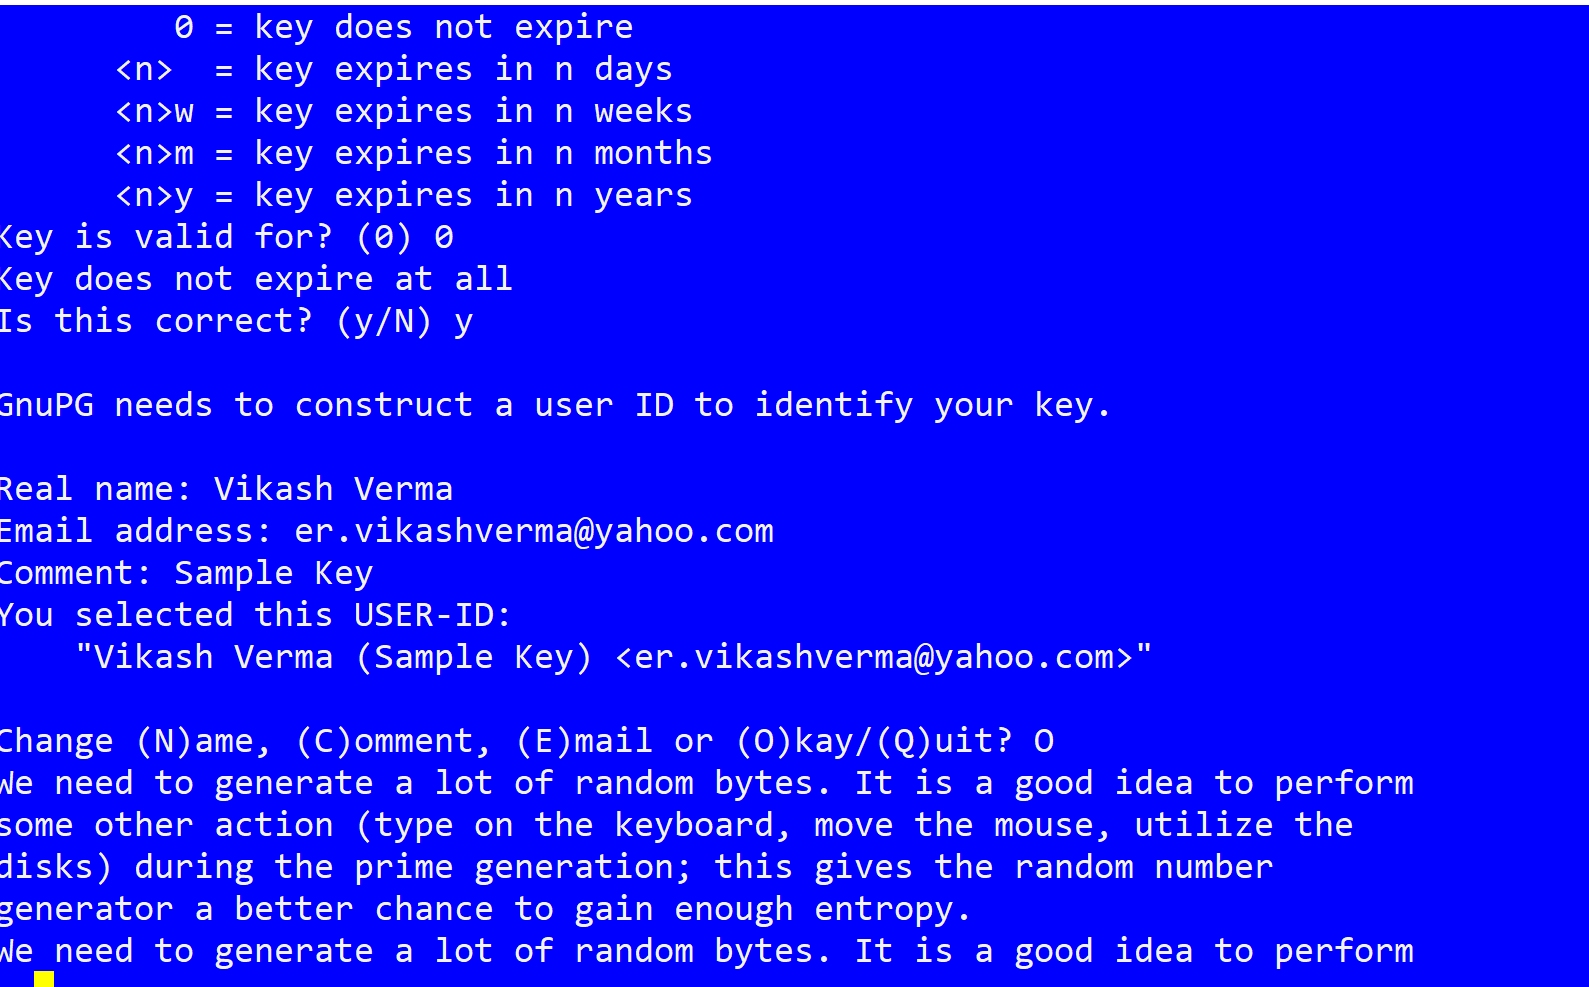 0 = key does not expire
<n>  = key expires in n days
<n>w = key expires in n weeks
<n>m = key expires in n months
<n>y = key expires in n years
Key is valid for? (0) 0
Key does not expire at all
Is this correct? (y/N) y
GnuPG needs to construct a user ID to identify your key.
Real name: Vikash Verma
Email address: er.vikashverma@yahoo.com
Comment: Sample Key
You selected this USER-ID:
"Vikash Verma (Sample Key) <er.vikashverma@yahoo.com>"
Change (N)ame, (C)omment, (E)mail or (O)kay/(Q)uit? O
We need to generate a lot of random bytes. It is a good idea to perform
some other action (type on the keyboard, move the mouse, utilize the
disks) during the prime generation; this gives the random number
generator a better chance to gain enough entropy.
We need to generate a lot of random bytes. It is a good idea to perform